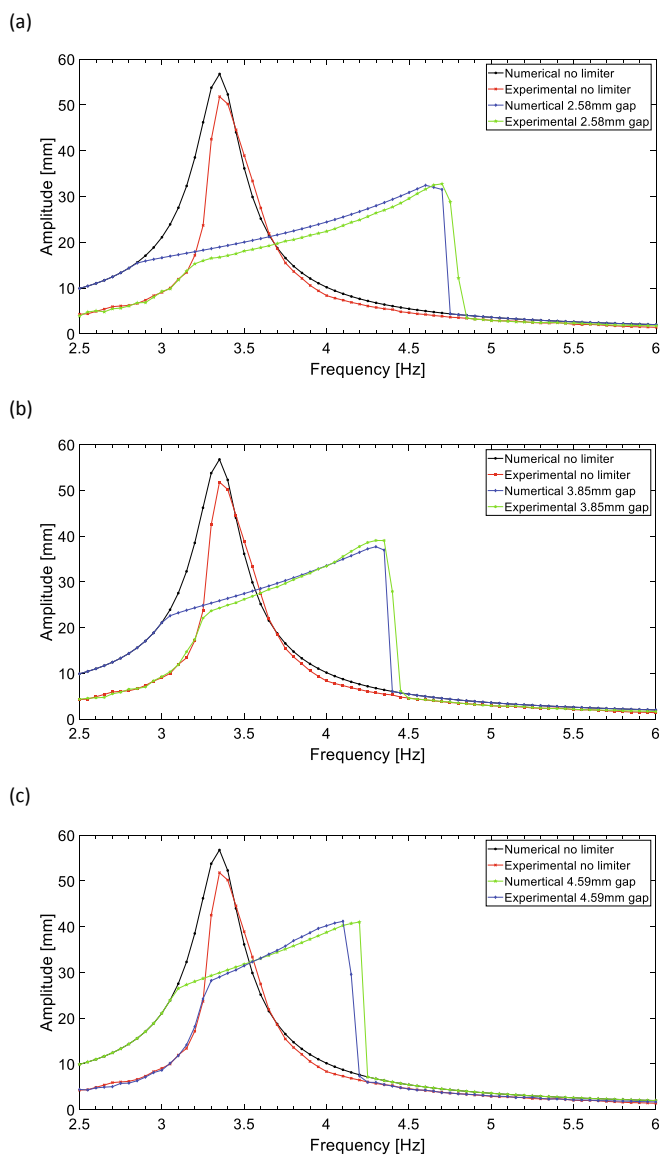 (a)
60
50
40
30
20
10
0
Amplitude [mm]
Numerical no limiter
Experimental no limiter
Numertical 2.58mm gap
Experimental 2.58mm gap
2.5 3 3.5 4 4.5 5 5.5 6
Frequency [Hz]
(b)
60
50
40
30
20
10
0
Amplitude [mm]
Numerical no limiter
Experimental no limiter
Numertical 3.85mm gap
Experimental 3.85mm gap
2.5 3 3.5 4 4.5 5 5.5 6
Frequency [Hz]
(c)
60
50
40
30
20
10
0
Amplitude [mm]
Numerical no limiter
Experimental no limiter
Numertical 4.59mm gap
Experimental 4.59mm gap
2.5 3 3.5 4 4.5 5 5.5 6
Frequency [Hz]